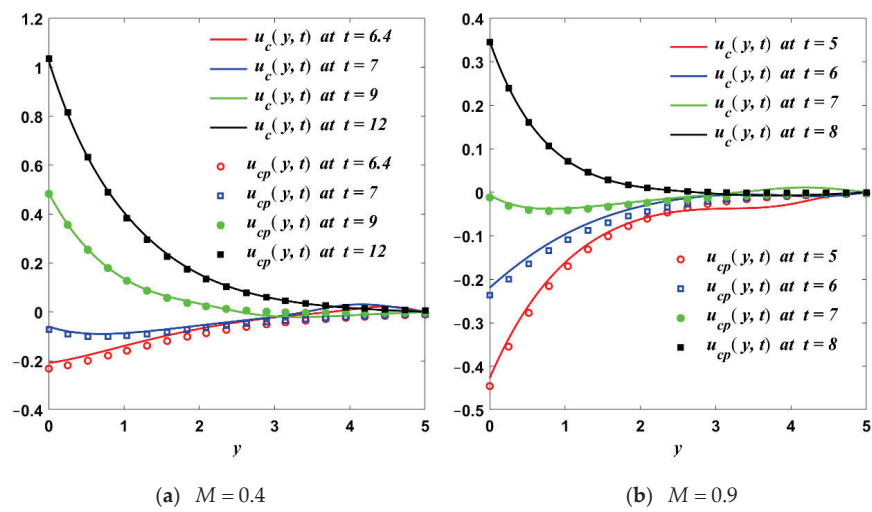 1.2
1
0.8
0.6
0.4
0.2
0
−0.2
−0.4
0 1 2 3 4 5
y
u_c(y, t) at t = 6.4
u_c(y, t) at t = 7
u_c(y, t) at t = 9
u_c(y, t) at t = 12
u_cp(y, t) at t = 6.4
u_cp(y, t) at t = 7
u_cp(y, t) at t = 9
u_cp(y, t) at t = 12
(a) M = 0.4
0.4
0.3
0.2
0.1
0
−0.1
−0.2
−0.3
−0.4
−0.5
0 1 2 3 4 5
y
u_c(y, t) at t = 5
u_c(y, t) at t = 6
u_c(y, t) at t = 7
u_c(y, t) at t = 8
u_cp(y, t) at t = 5
u_cp(y, t) at t = 6
u_cp(y, t) at t = 7
u_cp(y, t) at t = 8
(b) M = 0.9